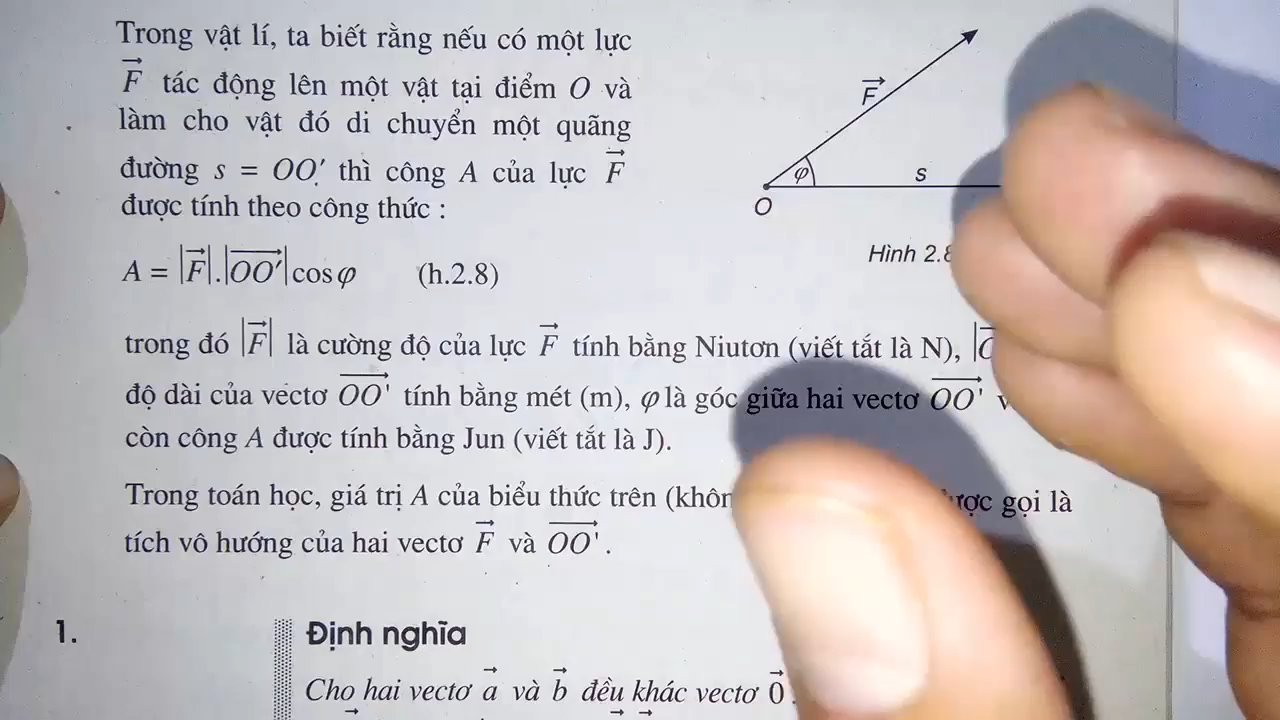 Trong vật lí, ta biết rằng nếu có một lực
F⃗ tác động lên một vật tại điểm O và
làm cho vật đó di chuyển một quãng
đường s = OO′ thì công A của lực F⃗
được tính theo công thức :
F⃗
φ
s
O
Hình 2.8
A = |F⃗|.|OO'⃗| cosφ (h.2.8)
trong đó |F⃗| là cường độ của lực F⃗ tính bằng Niutơn (viết tắt là N),
độ dài của vectơ OO'⃗ tính bằng mét (m), φ là góc giữa hai vectơ OO'⃗
còn công A được tính bằng Jun (viết tắt là J).
Trong toán học, giá trị A của biểu thức trên gọi là
tích vô hướng của hai vectơ F⃗ và OO'⃗.
1.
Định nghĩa
Cho hai vectơ a⃗ và b⃗ đều khác vectơ 0⃗.